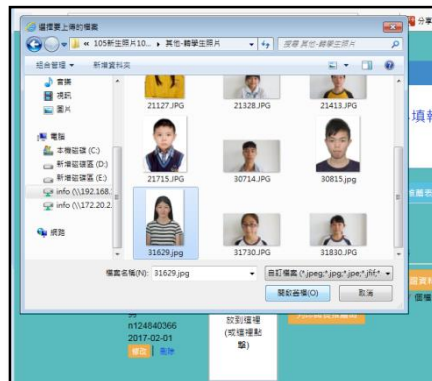 選擇要上傳的檔案
分享
« 105新生照片10... ▸ 其他-轉學生照片
搜尋 其他-轉學生照片
組合管理 ▾ 新增資料夾
音樂
視訊
圖片
電腦
本機磁碟 (C:)
新增磁碟區 (D:)
新增磁碟區 (E:)
info (\\192.168.
info (\\172.20.2.
網路
21127.JPG 21328.JPG 21413.JPG
21715.JPG 30714.JPG 30815.jpg
31629.jpg 31730.JPG 31830.JPG
檔案名稱(N): 31629.jpg
自訂檔案 (*.jpeg;*.jpg;*.jpe;*.jfif;*
開啟舊檔(O) 取消
填報
n124840366
2017-02-01
修改 | 刪除
放到這裡
(或這裡點
擊)